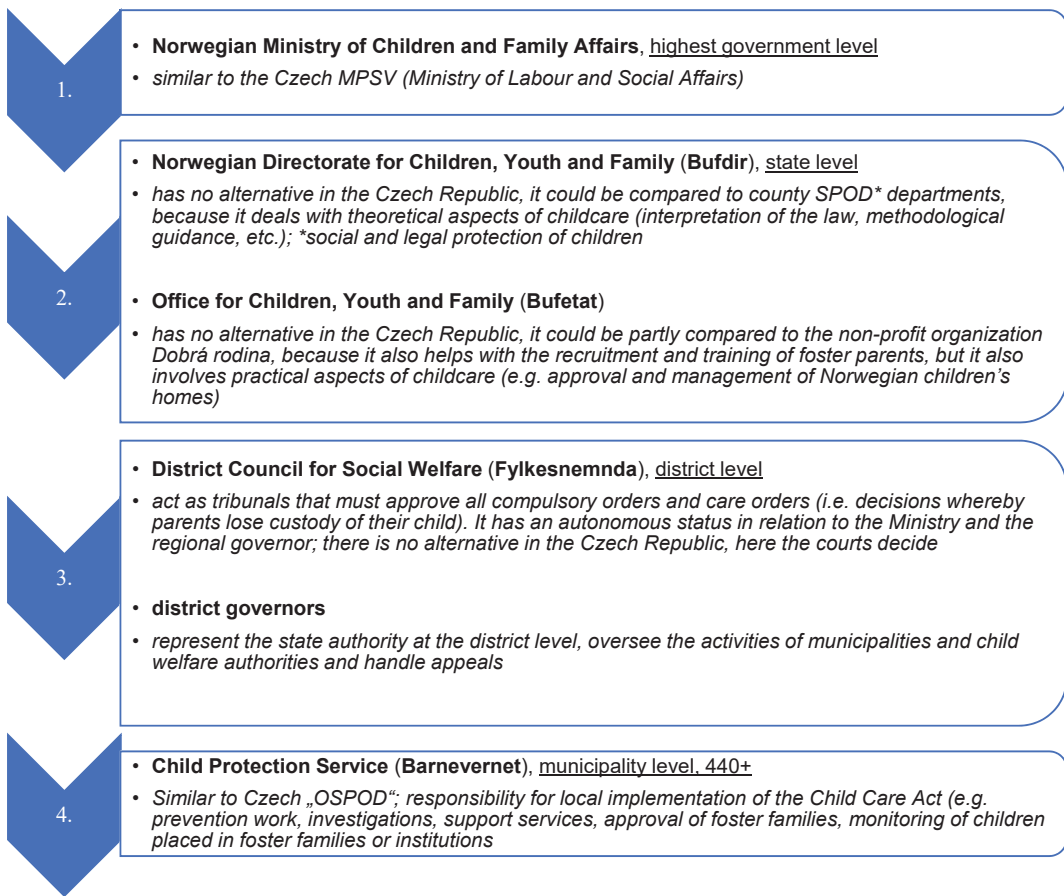 1.
• Norwegian Ministry of Children and Family Affairs, highest government level
• similar to the Czech MPSV (Ministry of Labour and Social Affairs)
2.
• Norwegian Directorate for Children, Youth and Family (Bufdir), state level
• has no alternative in the Czech Republic, it could be compared to county SPOD* departments,
because it deals with theoretical aspects of childcare (interpretation of the law, methodological
guidance, etc.); *social and legal protection of children
• Office for Children, Youth and Family (Bufetat)
• has no alternative in the Czech Republic, it could be partly compared to the non-profit organization
Dobrá rodina, because it also helps with the recruitment and training of foster parents, but it also
involves practical aspects of childcare (e.g. approval and management of Norwegian children’s
homes)
3.
• District Council for Social Welfare (Fylkesnemnda), district level
• act as tribunals that must approve all compulsory orders and care orders (i.e. decisions whereby
parents lose custody of their child). It has an autonomous status in relation to the Ministry and the
regional governor; there is no alternative in the Czech Republic, here the courts decide
• district governors
• represent the state authority at the district level, oversee the activities of municipalities and child
welfare authorities and handle appeals
4.
• Child Protection Service (Barnevernet), municipality level, 440+
• Similar to Czech „OSPOD“; responsibility for local implementation of the Child Care Act (e.g.
prevention work, investigations, support services, approval of foster families, monitoring of children
placed in foster families or institutions